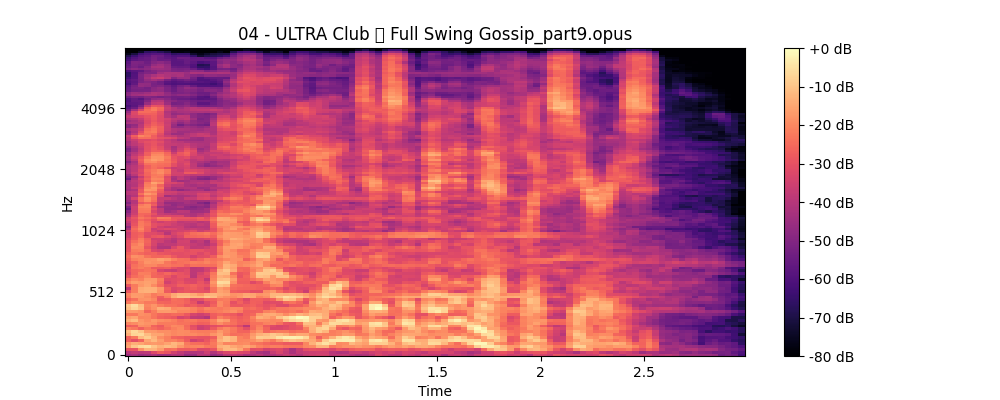 04 - ULTRA Club  Full Swing Gossip_part9.opus
Hz
4096
2048
1024
512
0
0
0.5
1
1.5
2
2.5
Time
+0 dB
-10 dB
-20 dB
-30 dB
-40 dB
-50 dB
-60 dB
-70 dB
-80 dB